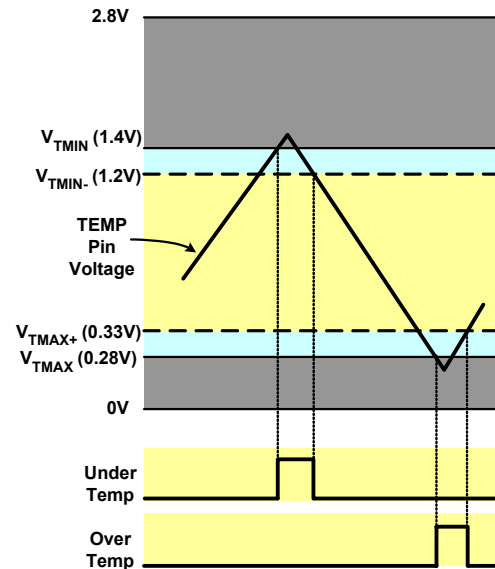 2.8V
VTMIN (1.4V)
VTMIN- (1.2V)
TEMP
Pin
Voltage
VTMAX+ (0.33V)
VTMAX (0.28V)
0V
Under
Temp
Over
Temp